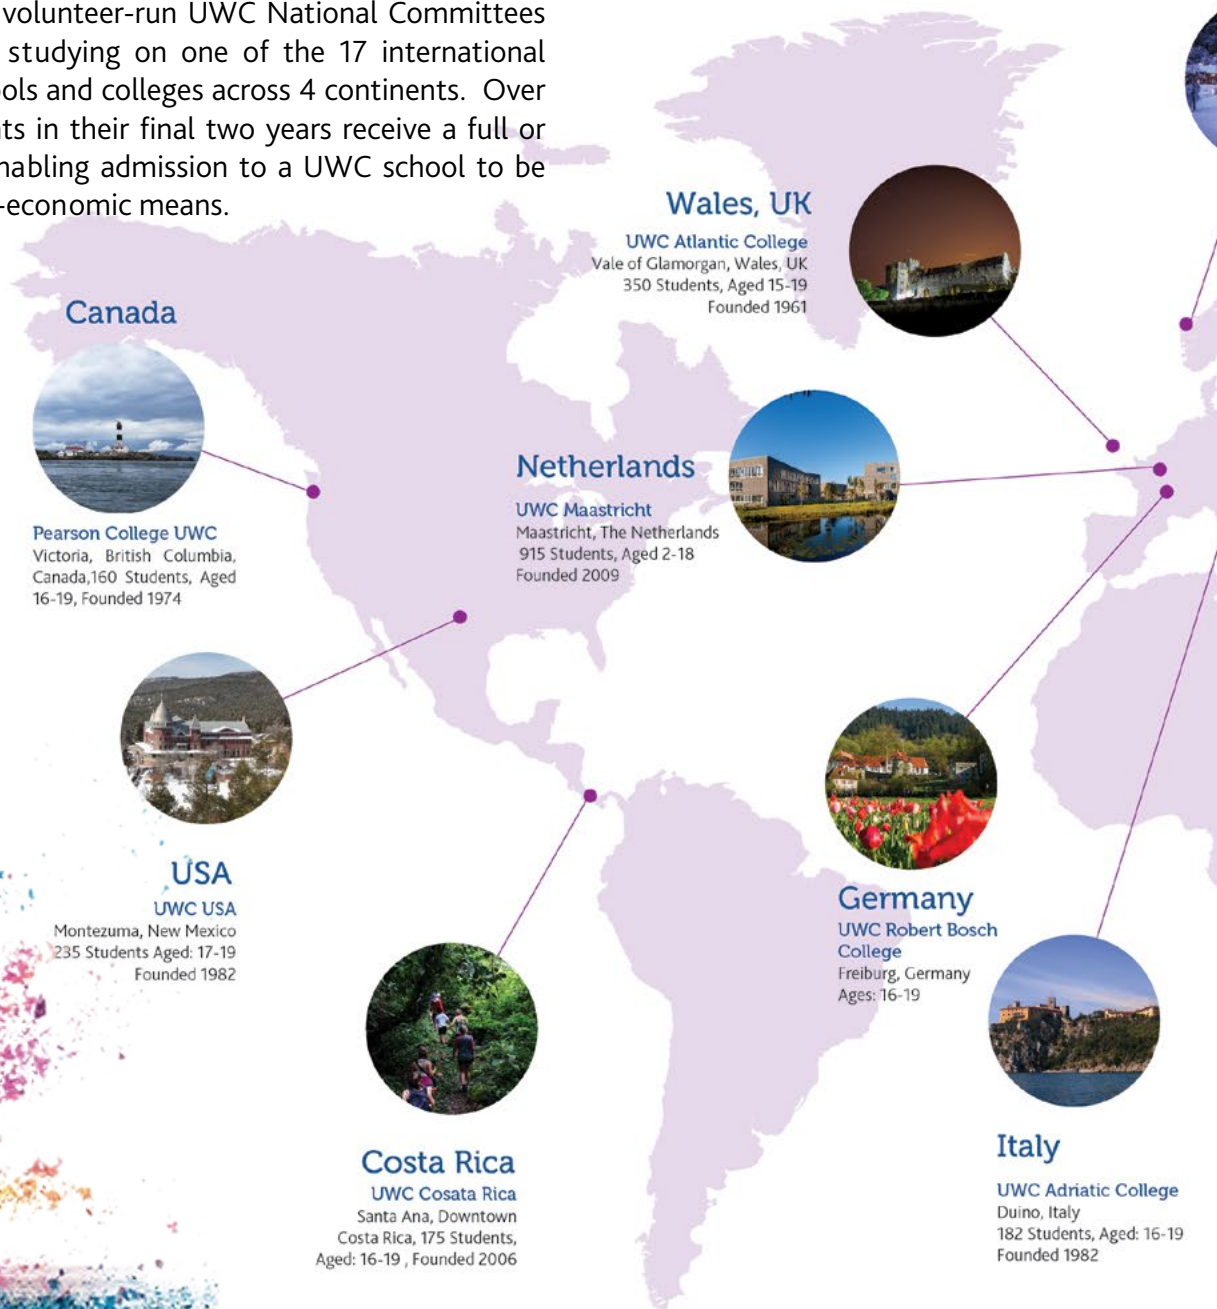 volunteer-run UWC National Committees
studying on one of the 17 international
and colleges across 4 continents. Over
in their final two years receive a full or
admission to a UWC school to be
-economic means.
Wales, UK
UWC Atlantic College
Vale of Glamorgan, Wales, UK
350 Students, Aged 15-19
Founded 1961
Canada
Pearson College UWC
Victoria, British Columbia,
Canada,160 Students, Aged
16-19, Founded 1974
Netherlands
UWC Maastricht
Maastricht, The Netherlands
915 Students, Aged 2-18
Founded 2009
USA
UWC USA
Montezuma, New Mexico
235 Students Aged: 17-19
Founded 1982
Germany
UWC Robert Bosch
College
Freiburg, Germany
Ages: 16-19
Costa Rica
UWC Cosata Rica
Santa Ana, Downtown
Costa Rica, 175 Students,
Aged: 16-19 , Founded 2006
Italy
UWC Adriatic College
Duino, Italy
182 Students, Aged: 16-19
Founded 1982